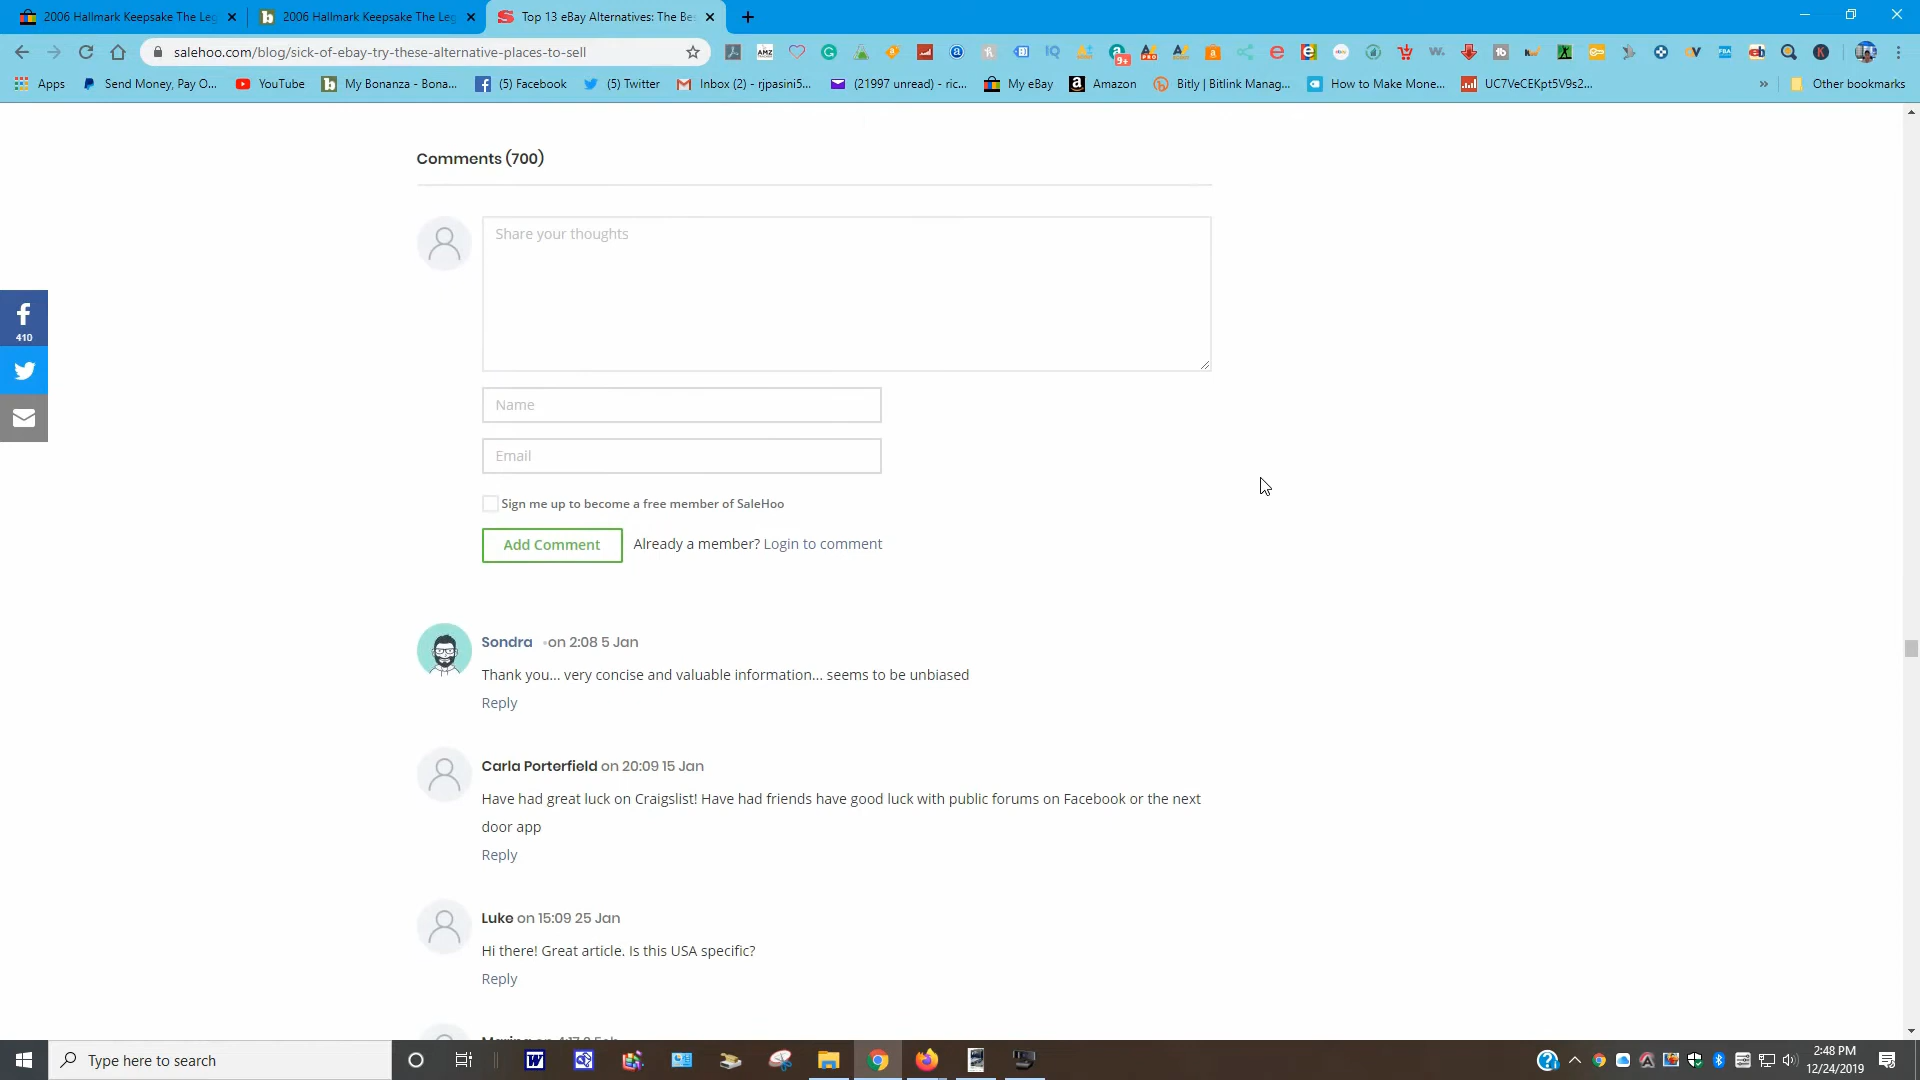 2006 Hallmark Keepsake The Leg
2006 Hallmark Keepsake The Leg
Top 13 eBay Alternatives: The Be
salehoo.com/blog/sick-of-ebay-try-these-alternative-places-to-sell
Apps
Send Money, Pay O...
YouTube
My Bonanza - Bona...
(5) Facebook
(5) Twitter
Inbox (2) - rjpasini5...
(21997 unread) - ric...
My eBay
Amazon
Bitly | Bitlink Manag...
How to Make Mone...
UC7VeCEKpt5V9s2...
»
Other bookmarks
Comments (700)
Share your thoughts
410
Name
Email
Sign me up to become a free member of SaleHoo
Add Comment
Already a member? Login to comment
Sondra •on 2:08 5 Jan
Thank you... very concise and valuable information... seems to be unbiased
Reply
Carla Porterfield on 20:09 15 Jan
Have had great luck on Craigslist! Have had friends have good luck with public forums on Facebook or the next
door app
Reply
Luke on 15:09 25 Jan
Hi there! Great article. Is this USA specific?
Reply
Type here to search
2:48 PM
12/24/2019